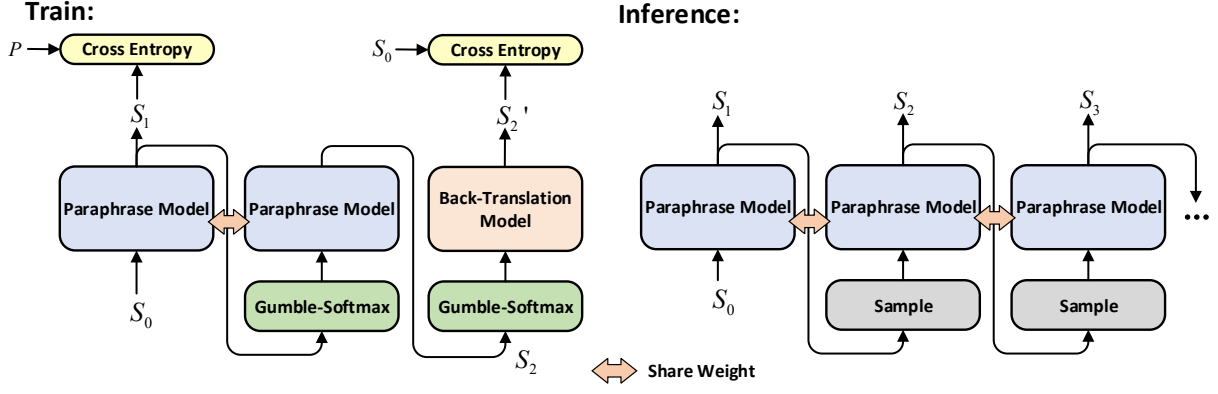 Train:
Inference:
P
Cross Entropy
S0
Cross Entropy
S1
S2'
Paraphrase Model
Paraphrase Model
Back-Translation
Model
S0
Gumble-Softmax
Gumble-Softmax
S2
S1
S2
S3
Paraphrase Model
Paraphrase Model
Paraphrase Model
...
S0
Sample
Sample
Share Weight